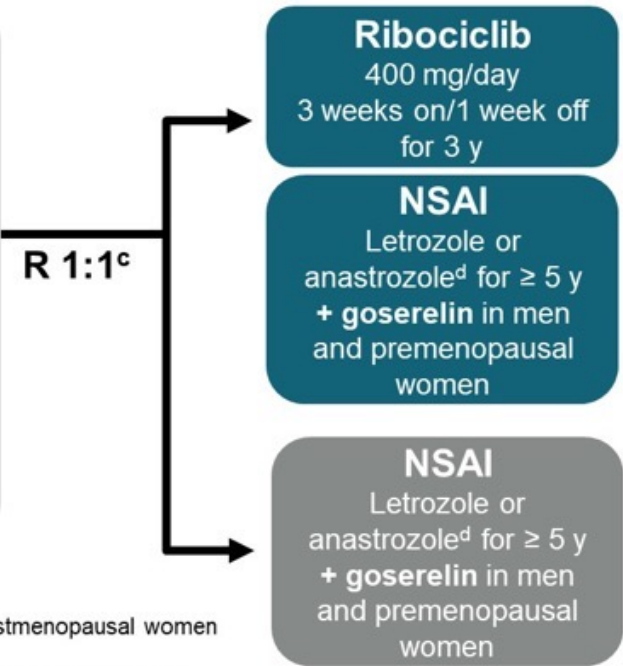 Ribociclib
400 mg/day
3 weeks on/1 week off
for 3 y
R 1:1ᶜ
NSAI
Letrozole or
anastrozoleᵈ for ≥ 5 y
+ goserelin in men
and premenopausal
women
NSAI
Letrozole or
anastrozoleᵈ for ≥ 5 y
+ goserelin in men
and premenopausal
women
stmenopausal women